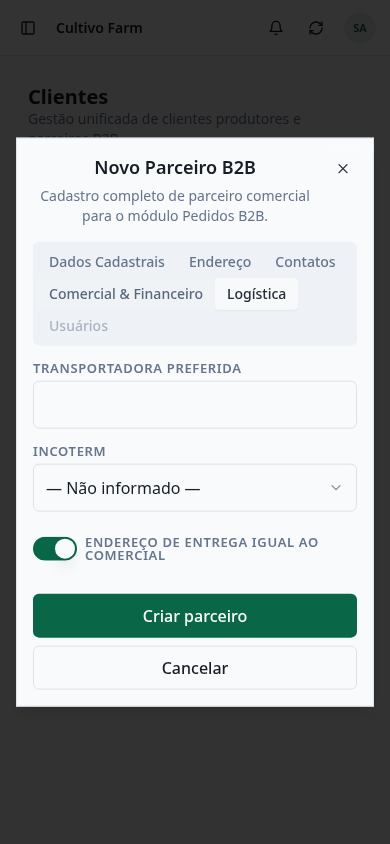 Cultivo Farm
SA
Clientes
Gestão unificada de clientes produtores e
parceiros B2B
Novo Parceiro B2B
Cadastro completo de parceiro comercial
para o módulo Pedidos B2B.
Dados Cadastrais Endereço Contatos
Comercial & Financeiro Logística
Usuários
TRANSPORTADORA PREFERIDA
INCOTERM
— Não informado —
ENDEREÇO DE ENTREGA IGUAL AO
COMERCIAL
Criar parceiro
Cancelar